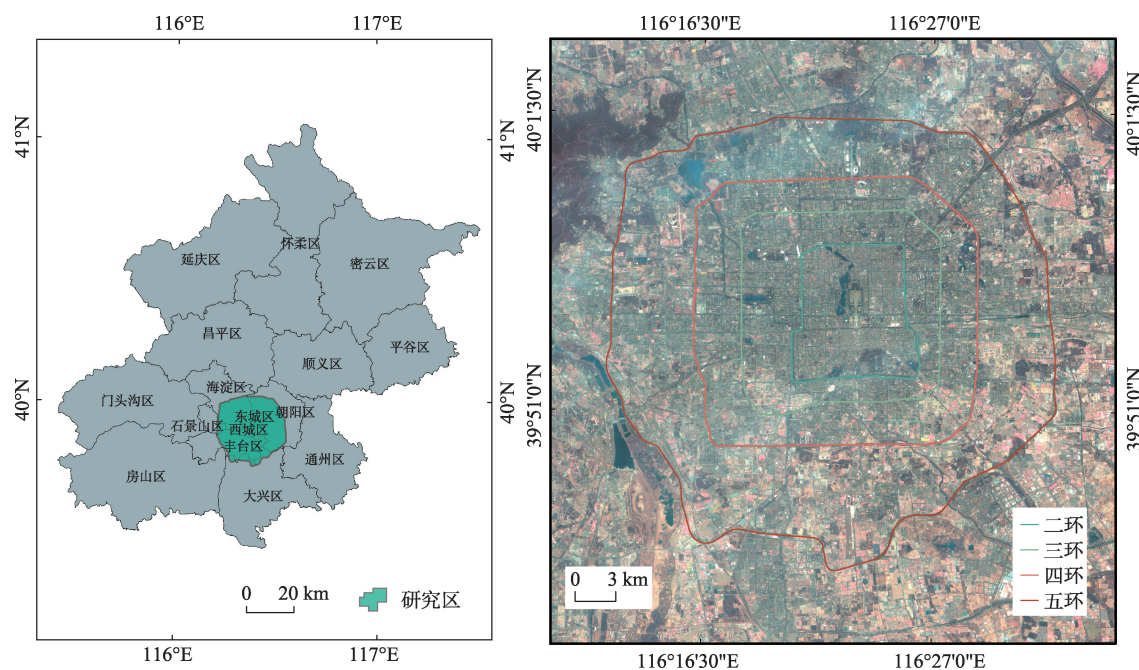 116°E
117°E
41°N
41°N
怀柔区
延庆区
密云区
昌平区
顺义区
平谷区
海淀区
40°N
40°N
门头沟区
朝阳区
东城区
石景山区
西城区
丰台区
通州区
房山区
大兴区
0 20 km
研究区
116°E
117°E
116°16′30″E
116°27′0″E
40°1′30″N
40°1′30″N
39°51′0″N
39°51′0″N
二环
三环
四环
五环
0 3 km
116°16′30″E
116°27′0″E